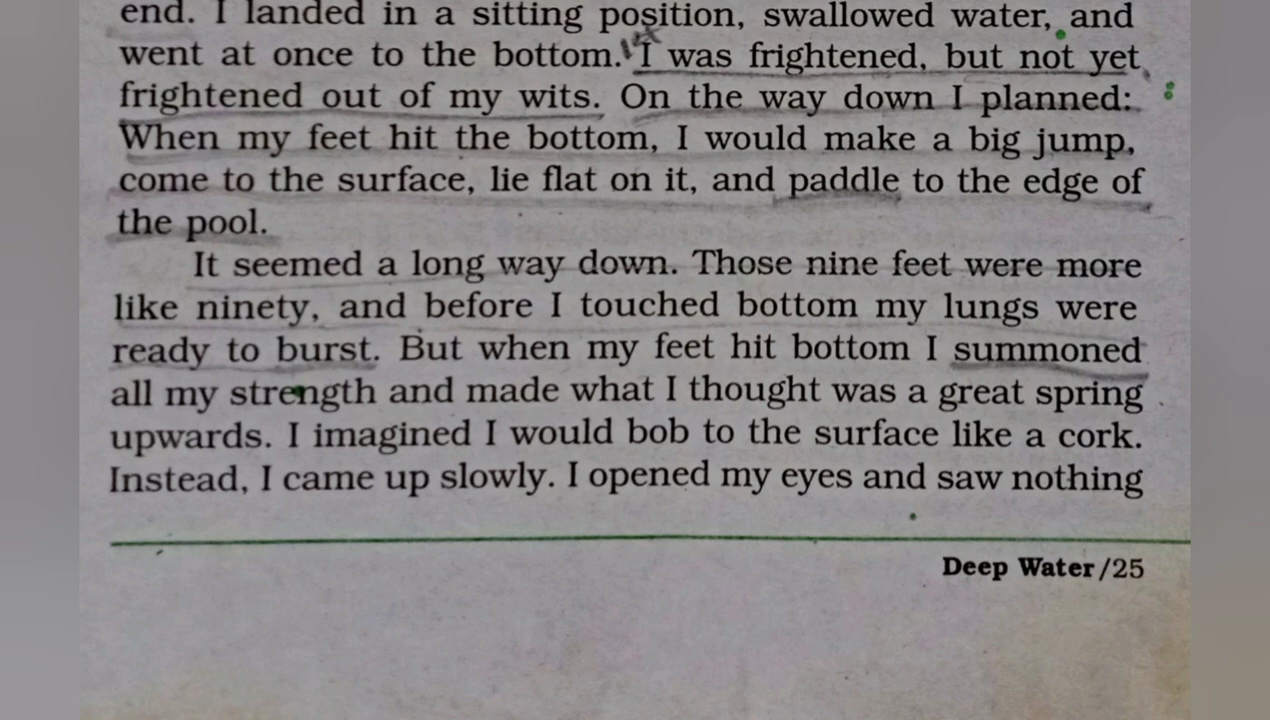 end. I landed in a sitting position, swallowed water, and
went at once to the bottom. I was frightened, but not yet
frightened out of my wits. On the way down I planned:
When my feet hit the bottom, I would make a big jump,
come to the surface, lie flat on it, and paddle to the edge of
the pool.
It seemed a long way down. Those nine feet were more
like ninety, and before I touched bottom my lungs were
ready to burst. But when my feet hit bottom I summoned
all my strength and made what I thought was a great spring
upwards. I imagined I would bob to the surface like a cork.
Instead, I came up slowly. I opened my eyes and saw nothing
Deep Water/25